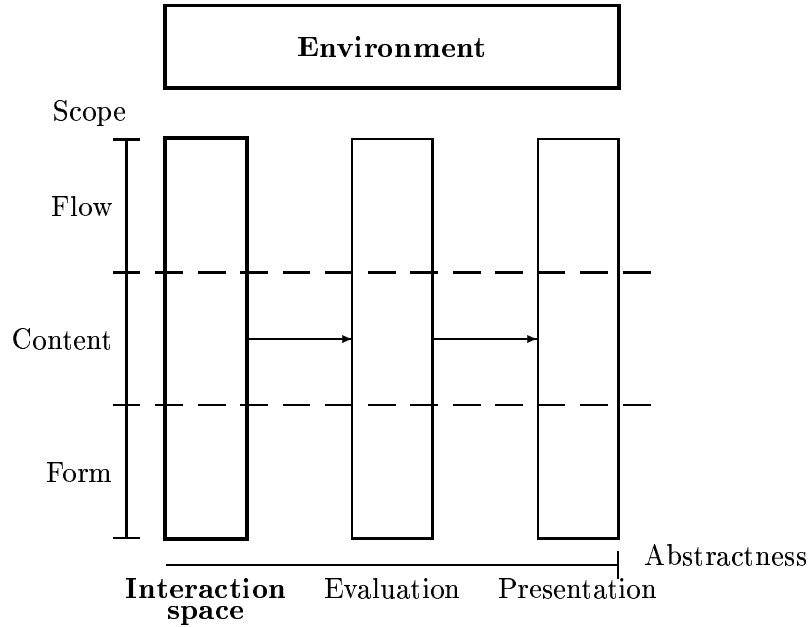 Environment
Scope
Flow
Content
Form
Abstractness
Interaction
space
Evaluation
Presentation